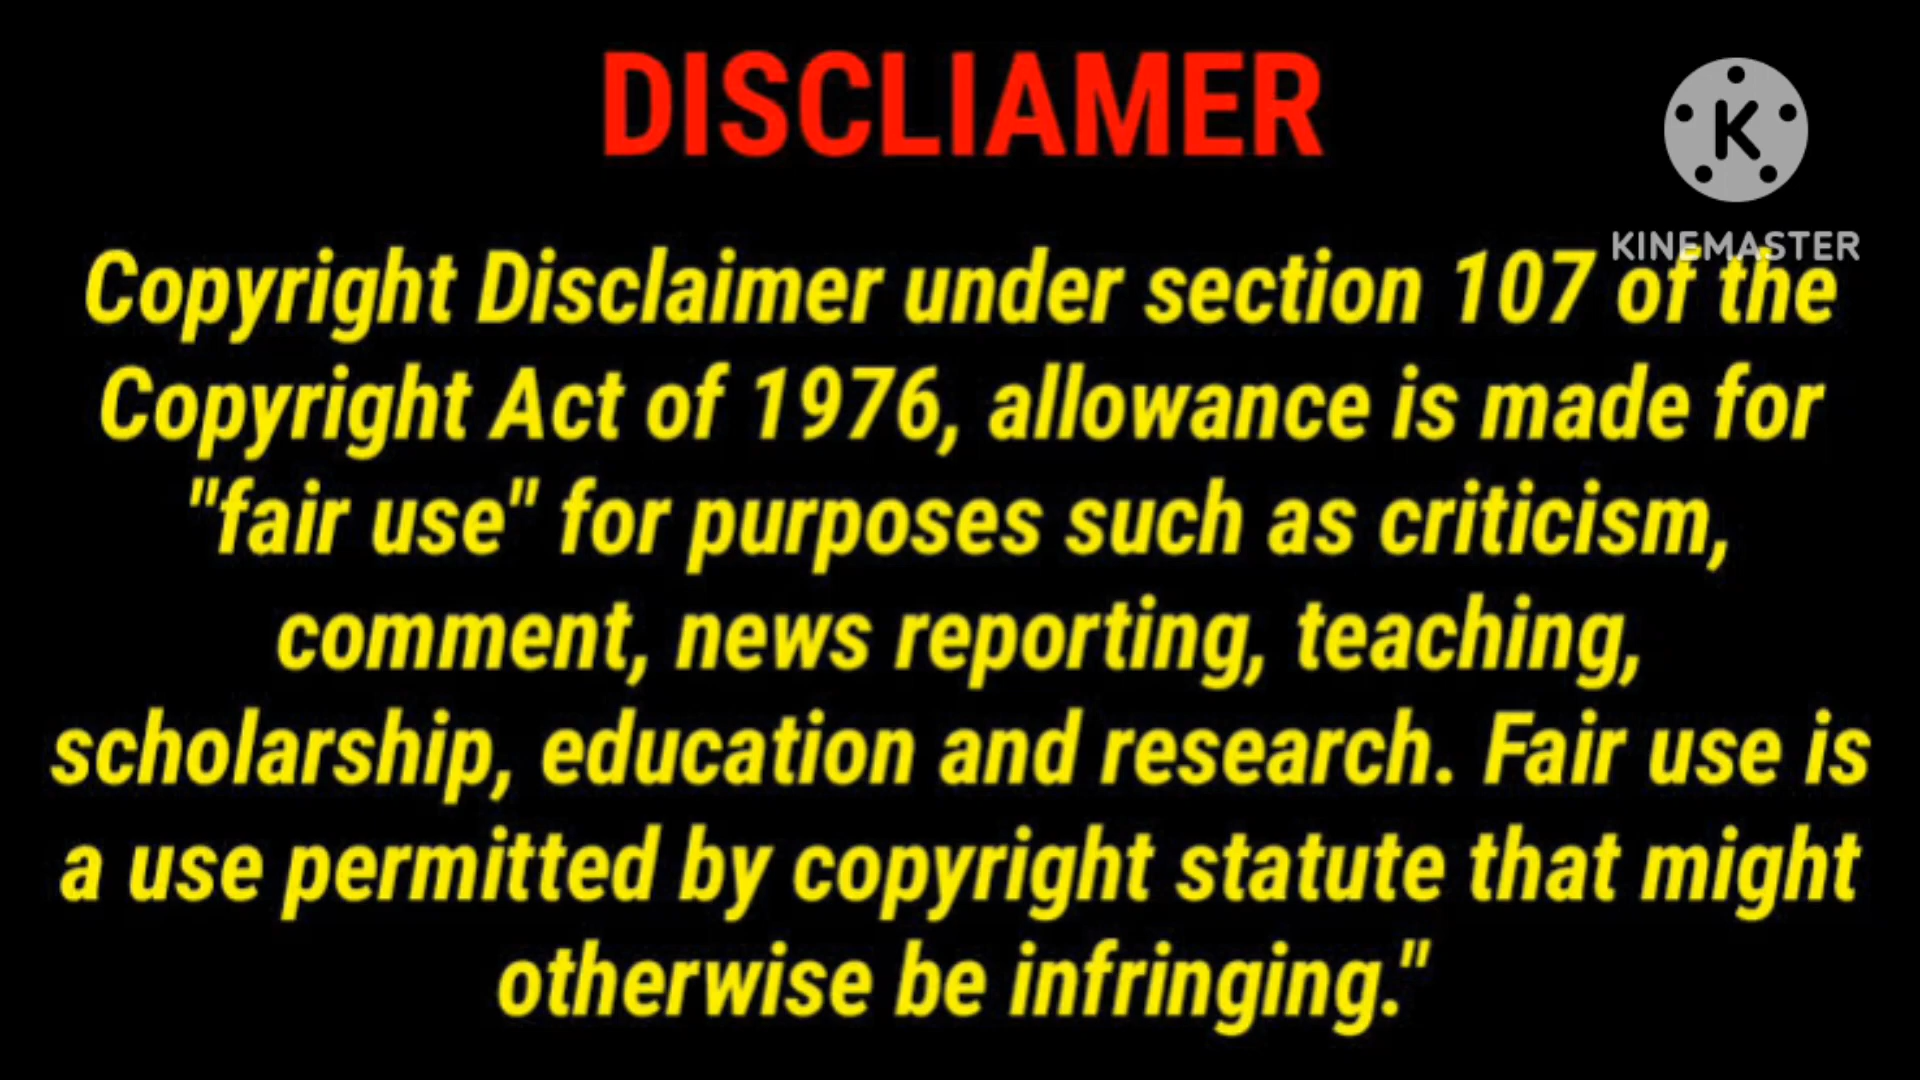 DISCLIAMER
K
KINEMASTER
Copyright Disclaimer under section 107 of the
Copyright Act of 1976, allowance is made for
"fair use" for purposes such as criticism,
comment, news reporting, teaching,
scholarship, education and research. Fair use is
a use permitted by copyright statute that might
otherwise be infringing."